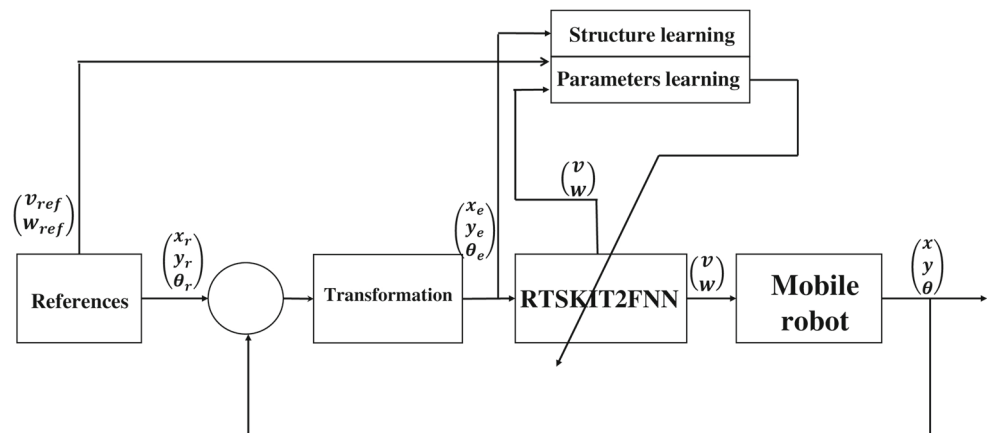 Structure learning
Parameters learning
(v
w)
(v_ref
w_ref)
(x_r
y_r
θ_r)
(x_e
y_e
θ_e)
(v
w)
(x
y
θ)
References
Transformation
RTSKIT2FNN
Mobile
robot